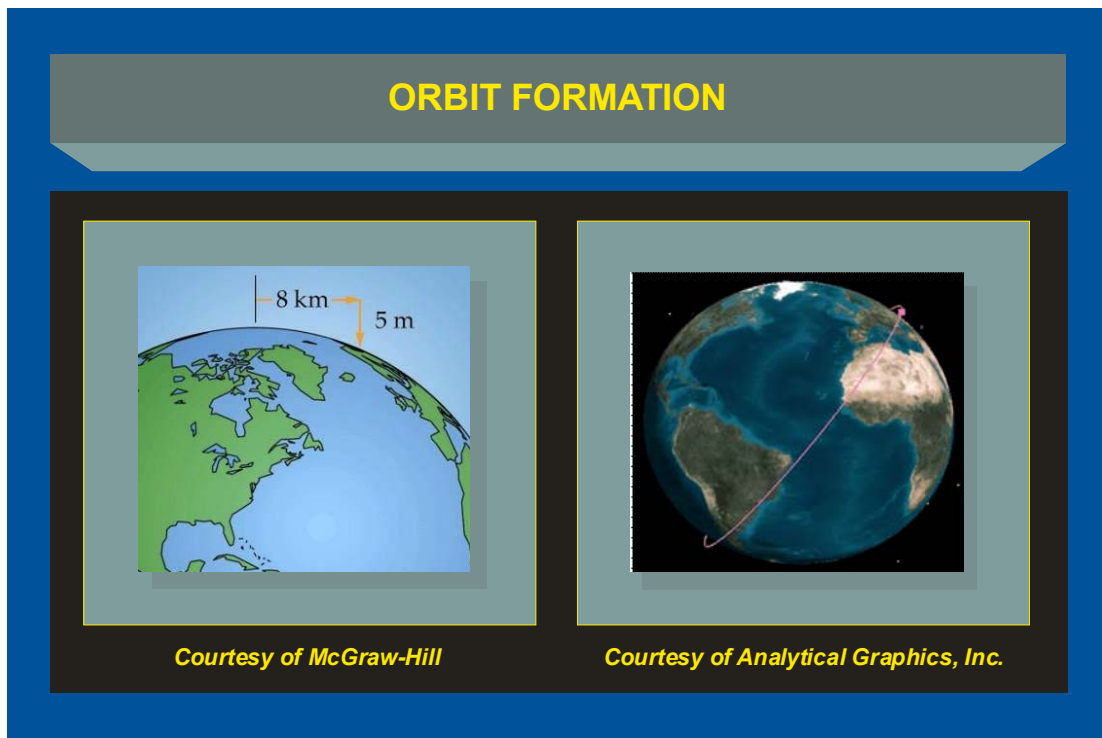 ORBIT FORMATION
8 km
5 m
Courtesy of McGraw-Hill
Courtesy of Analytical Graphics, Inc.